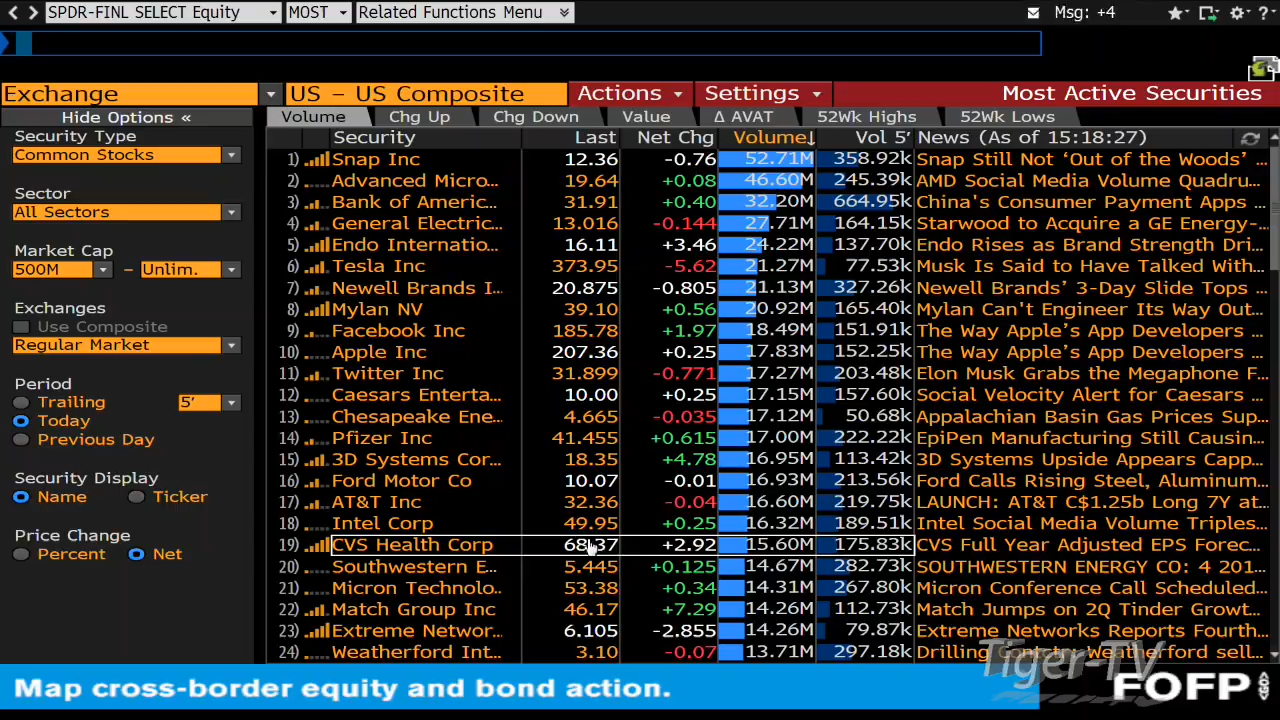 SPDR-FINL SELECT Equity MOST Related Functions Menu Msg: +4
Exchange US - US Composite Actions Settings Most Active Securities
Hide Options « Volume Chg Up Chg Down Value Δ AVAT 52Wk Highs 52Wk Lows
Security Type
Common Stocks
Sector
All Sectors
Market Cap
500M - Unlim.
Exchanges
Use Composite
Regular Market
Period
Trailing 5'
Today
Previous Day
Security Display
Name Ticker
Price Change
Percent Net
Security Last Net Chg Volume↓ Vol 5' News (As of 15:18:27)
1) Snap Inc 12.36 -0.76 52.71M 358.92k Snap Still Not 'Out of the Woods' ...
2) Advanced Micro... 19.64 +0.08 46.60M 245.39k AMD Social Media Volume Quadru...
3) Bank of Americ... 31.91 +0.40 32.20M 664.95k China's Consumer Payment Apps ...
4) General Electric... 13.016 -0.144 27.71M 164.15k Starwood to Acquire a GE Energy-...
5) Endo Internatio... 16.11 +3.46 24.22M 137.70k Endo Rises as Brand Strength Dri...
6) Tesla Inc 373.95 -5.62 21.27M 77.53k Musk Is Said to Have Talked With...
7) Newell Brands I... 20.875 -0.805 21.13M 327.26k Newell Brands' 3-Day Slide Tops ...
8) Mylan NV 39.10 +0.56 20.92M 165.40k Mylan Can't Engineer Its Way Out...
9) Facebook Inc 185.78 +1.97 18.49M 151.91k The Way Apple's App Developers ...
10) Apple Inc 207.36 +0.25 17.83M 152.25k The Way Apple's App Developers ...
11) Twitter Inc 31.899 -0.771 17.27M 203.48k Elon Musk Grabs the Megaphone F...
12) Caesars Enterta... 10.00 +0.25 17.15M 157.60k Social Velocity Alert for Caesars ...
13) Chesapeake Ene... 4.665 -0.035 17.12M 50.68k Appalachian Basin Gas Prices Sup...
14) Pfizer Inc 41.455 +0.615 17.00M 222.22k EpiPen Manufacturing Still Causin...
15) 3D Systems Cor... 18.35 +4.78 16.95M 113.42k 3D Systems Upside Appears Capp...
16) Ford Motor Co 10.07 -0.01 16.93M 213.56k Ford Calls Rising Steel, Aluminum...
17) AT&T Inc 32.36 -0.04 16.60M 219.75k LAUNCH: AT&T C$1.25b Long 7Y at...
18) Intel Corp 49.95 +0.25 16.32M 189.51k Intel Social Media Volume Triples...
19) CVS Health Corp 68.37 +2.92 15.60M 175.83k CVS Full Year Adjusted EPS Forec...
20) Southwestern E... 5.445 +0.125 14.67M 282.73k SOUTHWESTERN ENERGY CO: 4 201...
21) Micron Technolo... 53.38 +0.34 14.31M 267.80k Micron Conference Call Scheduled...
22) Match Group Inc 46.17 +7.29 14.26M 112.73k Match Jumps on 2Q Tinder Growt...
23) Extreme Networ... 6.105 -2.855 14.26M 79.87k Extreme Networks Reports Fourth...
24) Weatherford Int... 3.10 -0.07 13.71M 297.18k Drilling Weatherford sell...
Tiger-TV
Map cross-border equity and bond action. FOFP GO